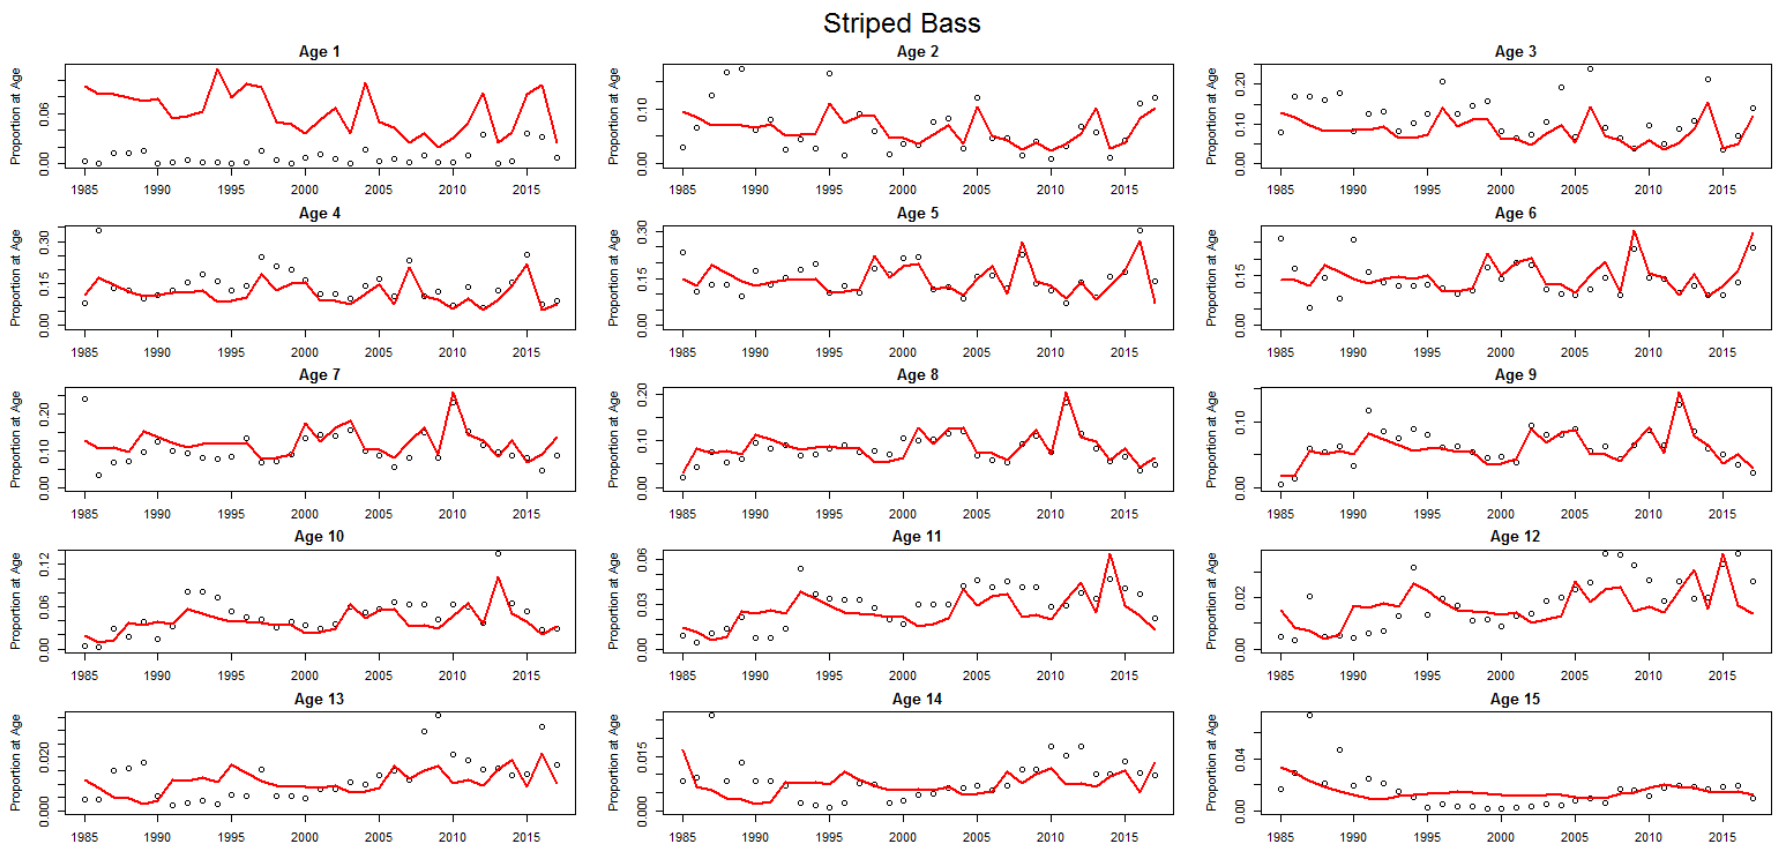 Striped Bass
Age 1 Age 2 Age 3
Proportion at Age 0.00 0.06
Proportion at Age 0.00 0.10
Proportion at Age 0.00 0.10 0.20
1985 1990 1995 2000 2005 2010 2015 1985 1990 1995 2000 2005 2010 2015 1985 1990 1995 2000 2005 2010 2015
Age 4 Age 5 Age 6
Proportion at Age 0.00 0.15 0.30
Proportion at Age 0.00 0.15 0.30
Proportion at Age 0.00 0.15
1985 1990 1995 2000 2005 2010 2015 1985 1990 1995 2000 2005 2010 2015 1985 1990 1995 2000 2005 2010 2015
Age 7 Age 8 Age 9
Proportion at Age 0.00 0.10 0.20
Proportion at Age 0.00 0.10 0.20
Proportion at Age 0.00 0.10
1985 1990 1995 2000 2005 2010 2015 1985 1990 1995 2000 2005 2010 2015 1985 1990 1995 2000 2005 2010 2015
Age 10 Age 11 Age 12
Proportion at Age 0.00 0.06 0.12
Proportion at Age 0.00 0.03 0.06
Proportion at Age 0.00 0.02
1985 1990 1995 2000 2005 2010 2015 1985 1990 1995 2000 2005 2010 2015 1985 1990 1995 2000 2005 2010 2015
Age 13 Age 14 Age 15
Proportion at Age 0.000 0.020
Proportion at Age 0.000 0.015
Proportion at Age 0.00 0.04
1985 1990 1995 2000 2005 2010 2015 1985 1990 1995 2000 2005 2010 2015 1985 1990 1995 2000 2005 2010 2015